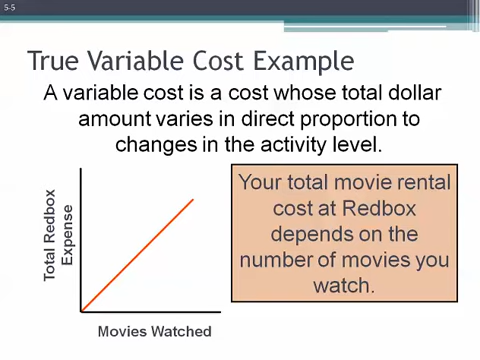 5-5
True Variable Cost Example
A variable cost is a cost whose total dollar
amount varies in direct proportion to
changes in the activity level.
Total Redbox
Expense
Movies Watched
Your total movie rental
cost at Redbox
depends on the
number of movies you
watch.